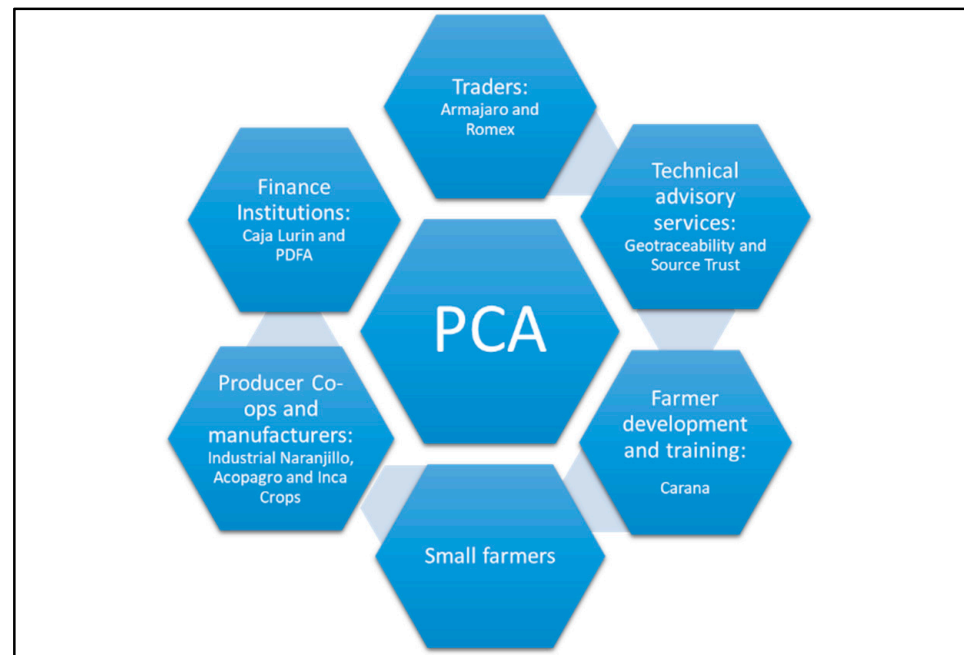 Traders:
Armajaro and
Romex
Technical
advisory
services:
Geotraceability and
Source Trust
Farmer
development
and training:
Carana
Small farmers
Producer Co-
ops and
manufacturers:
Industrial Naranjillo,
Acopagro and Inca
Crops
Finance
Institutions:
Caja Lurin and
PDFA
PCA